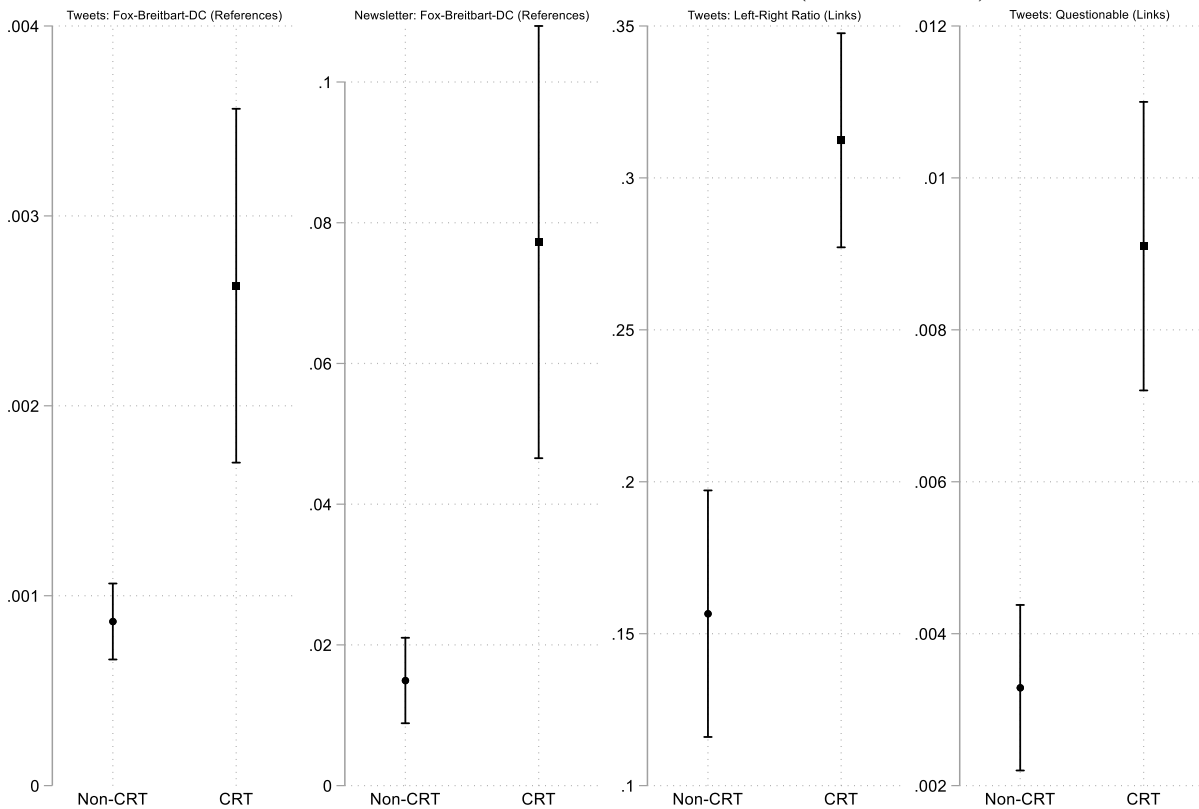 Tweets: Fox-Breitbart-DC (References)
.004
.003
.002
.001
0
Non-CRT CRT
Newsletter: Fox-Breitbart-DC (References)
.1
.08
.06
.04
.02
0
Non-CRT CRT
Tweets: Left-Right Ratio (Links)
.35
.3
.25
.2
.15
.1
Non-CRT CRT
Tweets: Questionable (Links)
.012
.01
.008
.006
.004
.002
Non-CRT CRT